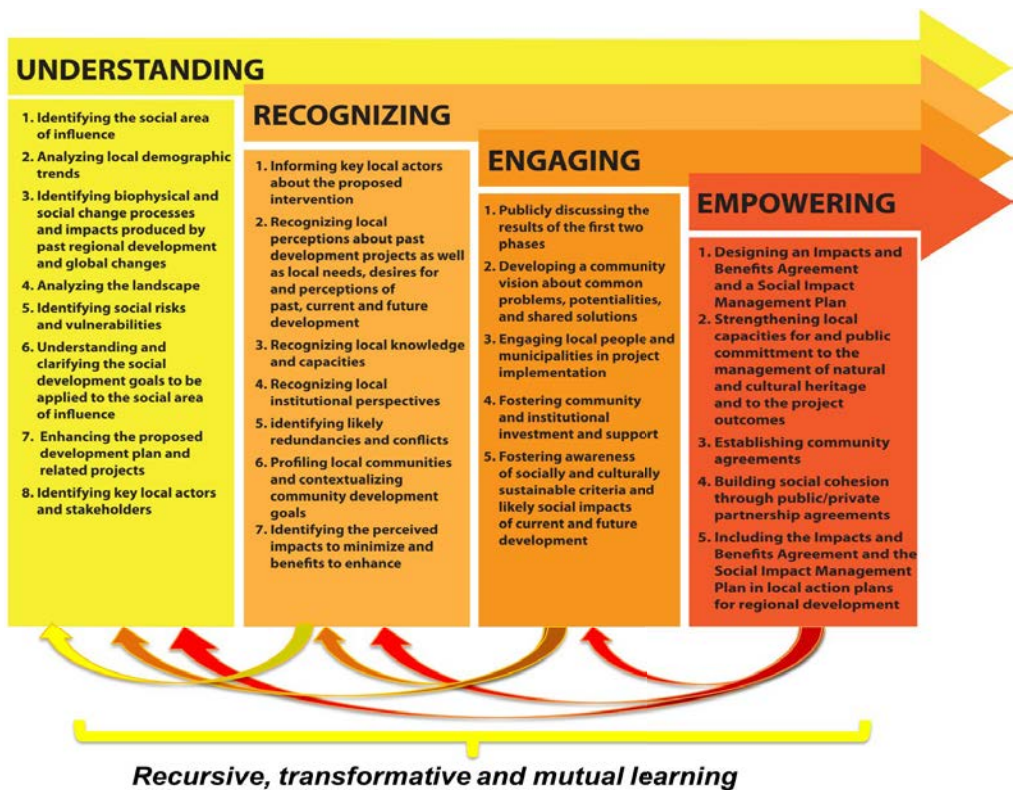 UNDERSTANDING
1. Identifying the social area
of influence
2. Analyzing local demographic
trends
3. Identifying biophysical and
social change processes
and impacts produced by
past regional development
and global changes
4. Analyzing the landscape
5. Identifying social risks
and vulnerabilities
6. Understanding and
clarifying the social
development goals to be
applied to the social area
of influence
7. Enhancing the proposed
development plan and
related projects
8. Identifying key local actors
and stakeholders
RECOGNIZING
1. Informing key local actors
about the proposed
intervention
2. Recognizing local
perceptions about past
development projects as well
as local needs, desires for
and perceptions of
past, current and future
development
3. Recognizing local knowledge
and capacities
4. Recognizing local
institutional perspectives
5. identifying likely
redundancies and conflicts
6. Profiling local communities
and contextualizing
community development
goals
7. Identifying the perceived
impacts to minimize and
benefits to enhance
ENGAGING
1. Publicly discussing the
results of the first two
phases
2. Developing a community
vision about common
problems, potentialities,
and shared solutions
3. Engaging local people and
municipalities in project
implementation
4. Fostering community
and institutional
investment and support
5. Fostering awareness
of socially and culturally
sustainable criteria and
likely social impacts
of current and future
development
EMPOWERING
1. Designing an Impacts and
Benefits Agreement
and a Social Impact
Management Plan
2. Strengthening local
capacities for and public
committment to the
management of natural
and cultural heritage
and to the project
outcomes
3. Establishing community
agreements
4. Building social cohesion
through public/private
partnership agreements
5. Including the Impacts and
Benefits Agreement and the
Social Impact Management
Plan in local action plans
for regional development
Recursive, transformative and mutual learning